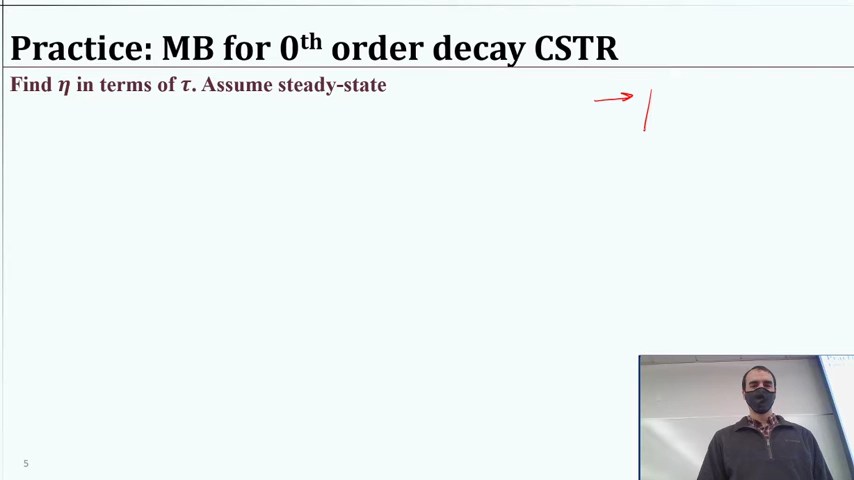 Practice: MB for 0th order decay CSTR
Find η in terms of τ. Assume steady-state
5